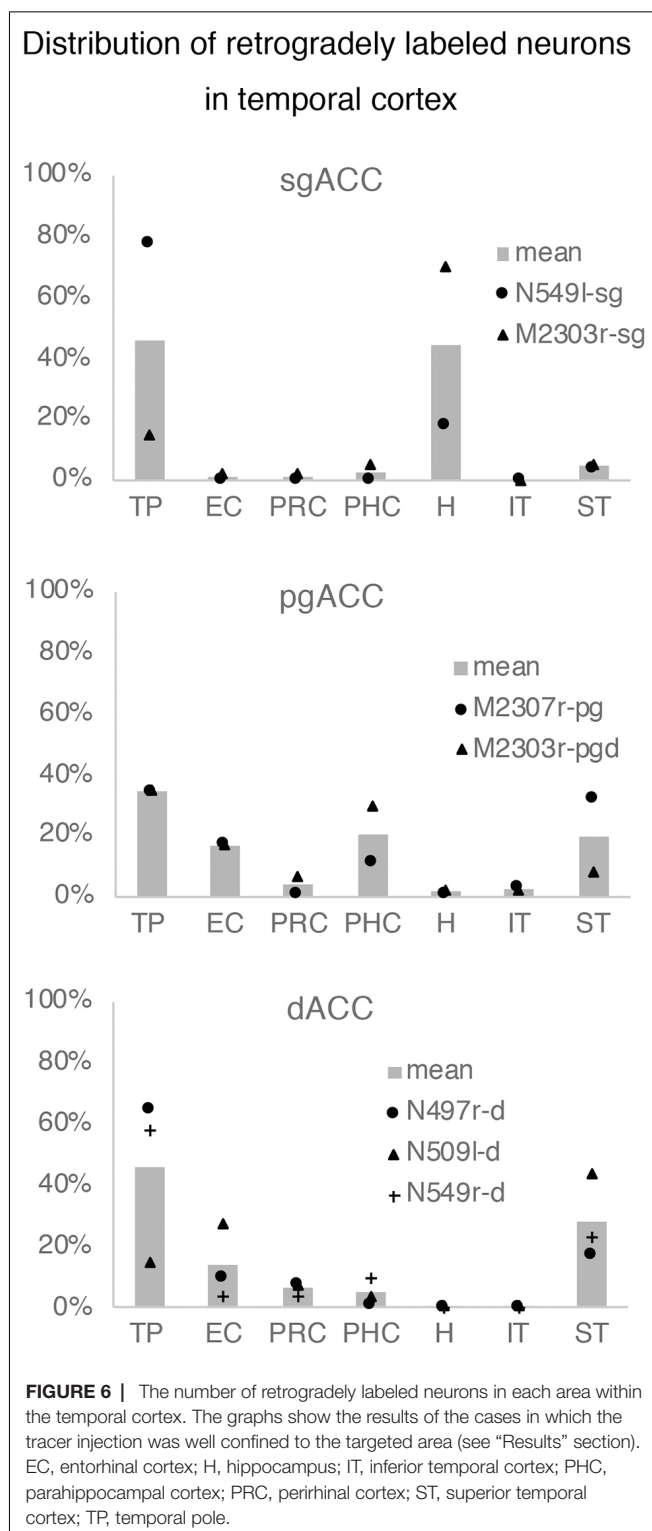 Distribution of retrogradely labeled neurons
in temporal cortex
sgACC
100%
80%
60%
40%
20%
0%
mean
N549l-sg
M2303r-sg
TP EC PRC PHC H IT ST
pgACC
100%
80%
60%
40%
20%
0%
mean
M2307r-pg
M2303r-pgd
TP EC PRC PHC H IT ST
dACC
100%
80%
60%
40%
20%
0%
mean
N497r-d
N509l-d
N549r-d
TP EC PRC PHC H IT ST
FIGURE 6 | The number of retrogradely labeled neurons in each area within
the temporal cortex. The graphs show the results of the cases in which the
tracer injection was well confined to the targeted area (see “Results” section).
EC, entorhinal cortex; H, hippocampus; IT, inferior temporal cortex; PHC,
parahippocampal cortex; PRC, perirhinal cortex; ST, superior temporal
cortex; TP, temporal pole.